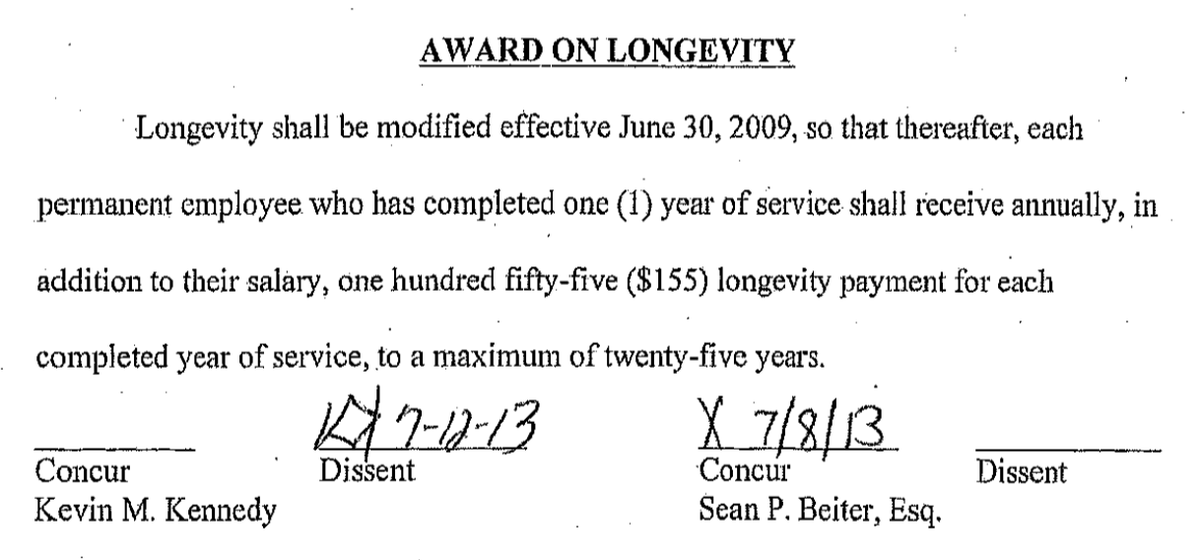 AWARD ON LONGEVITY
Longevity shall be modified effective June 30, 2009, so that thereafter, each
permanent employee who has completed one (1) year of service shall receive annually, in
addition to their salary, one hundred fifty-five ($155) longevity payment for each
completed year of service, to a maximum of twenty-five years.
7-12-13 X 7/8/13
Concur Dissent Concur Dissent
Kevin M. Kennedy Sean P. Beiter, Esq.